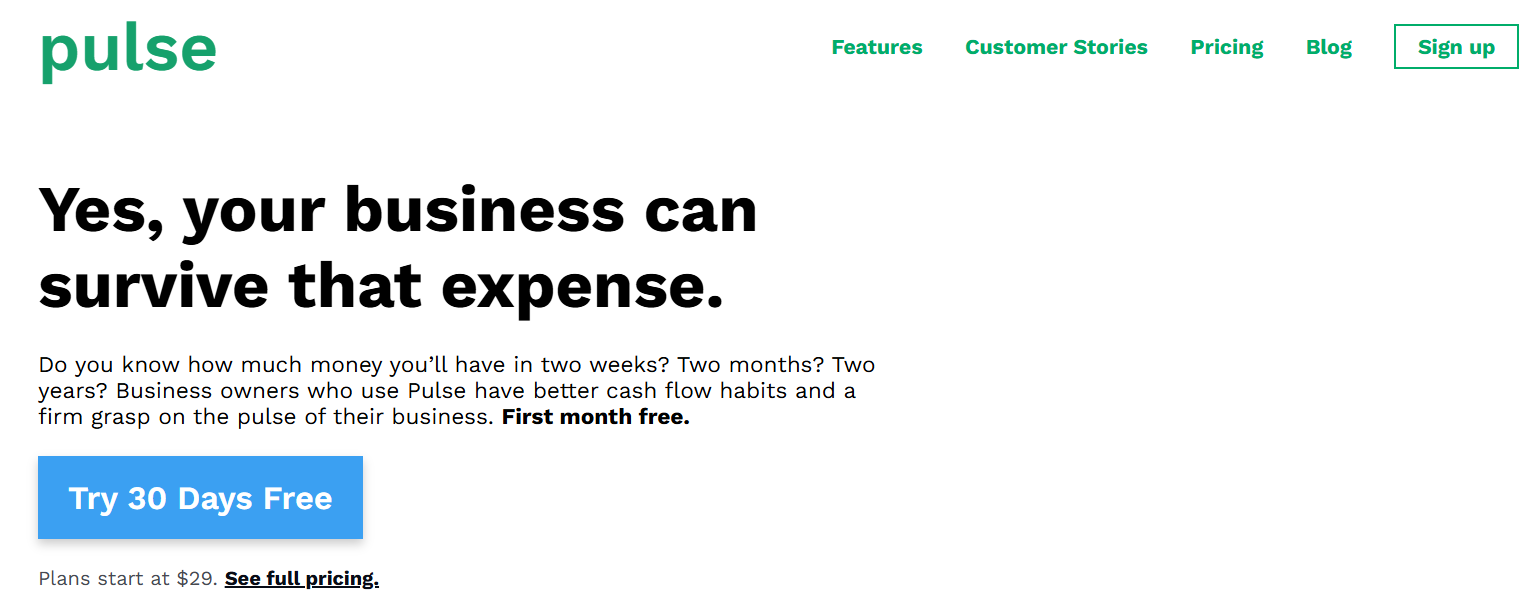 pulse
Features Customer Stories Pricing Blog Sign up
Yes, your business can
survive that expense.
Do you know how much money you’ll have in two weeks? Two months? Two
years? Business owners who use Pulse have better cash flow habits and a
firm grasp on the pulse of their business. First month free.
Try 30 Days Free
Plans start at $29. See full pricing.